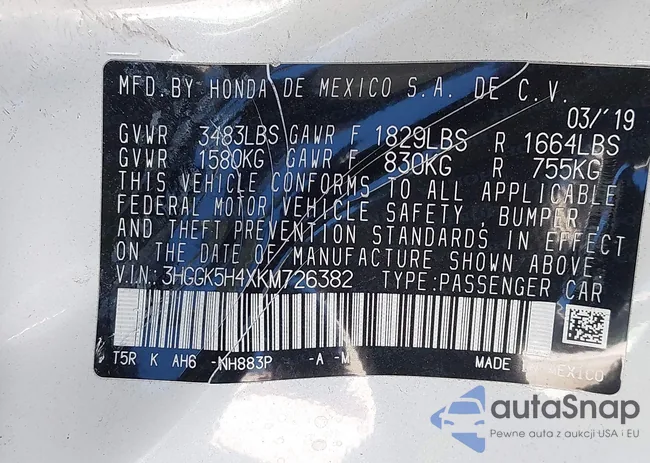 MFD. BY HONDA DE MEXICO S.A. DE C.V.
03/'19
GVWR 3483LBS GAWR F 1829LBS R 1664LBS
GVWR 1580KG GAWR F 830KG R 755KG
THIS VEHICLE CONFORMS TO ALL APPLICABLE
FEDERAL MOTOR VEHICLE SAFETY, BUMPER,
AND THEFT PREVENTION STANDARDS IN EFFECT
ON THE DATE OF MANUFACTURE SHOWN ABOVE.
V.I.N.:3HGGK5H4XKM726382 TYPE:PASSENGER CAR
T5R K AH6 -NH883P -A -M MADE IN MEXICO
autaSnap
Pewne auta z aukcji USA i EU